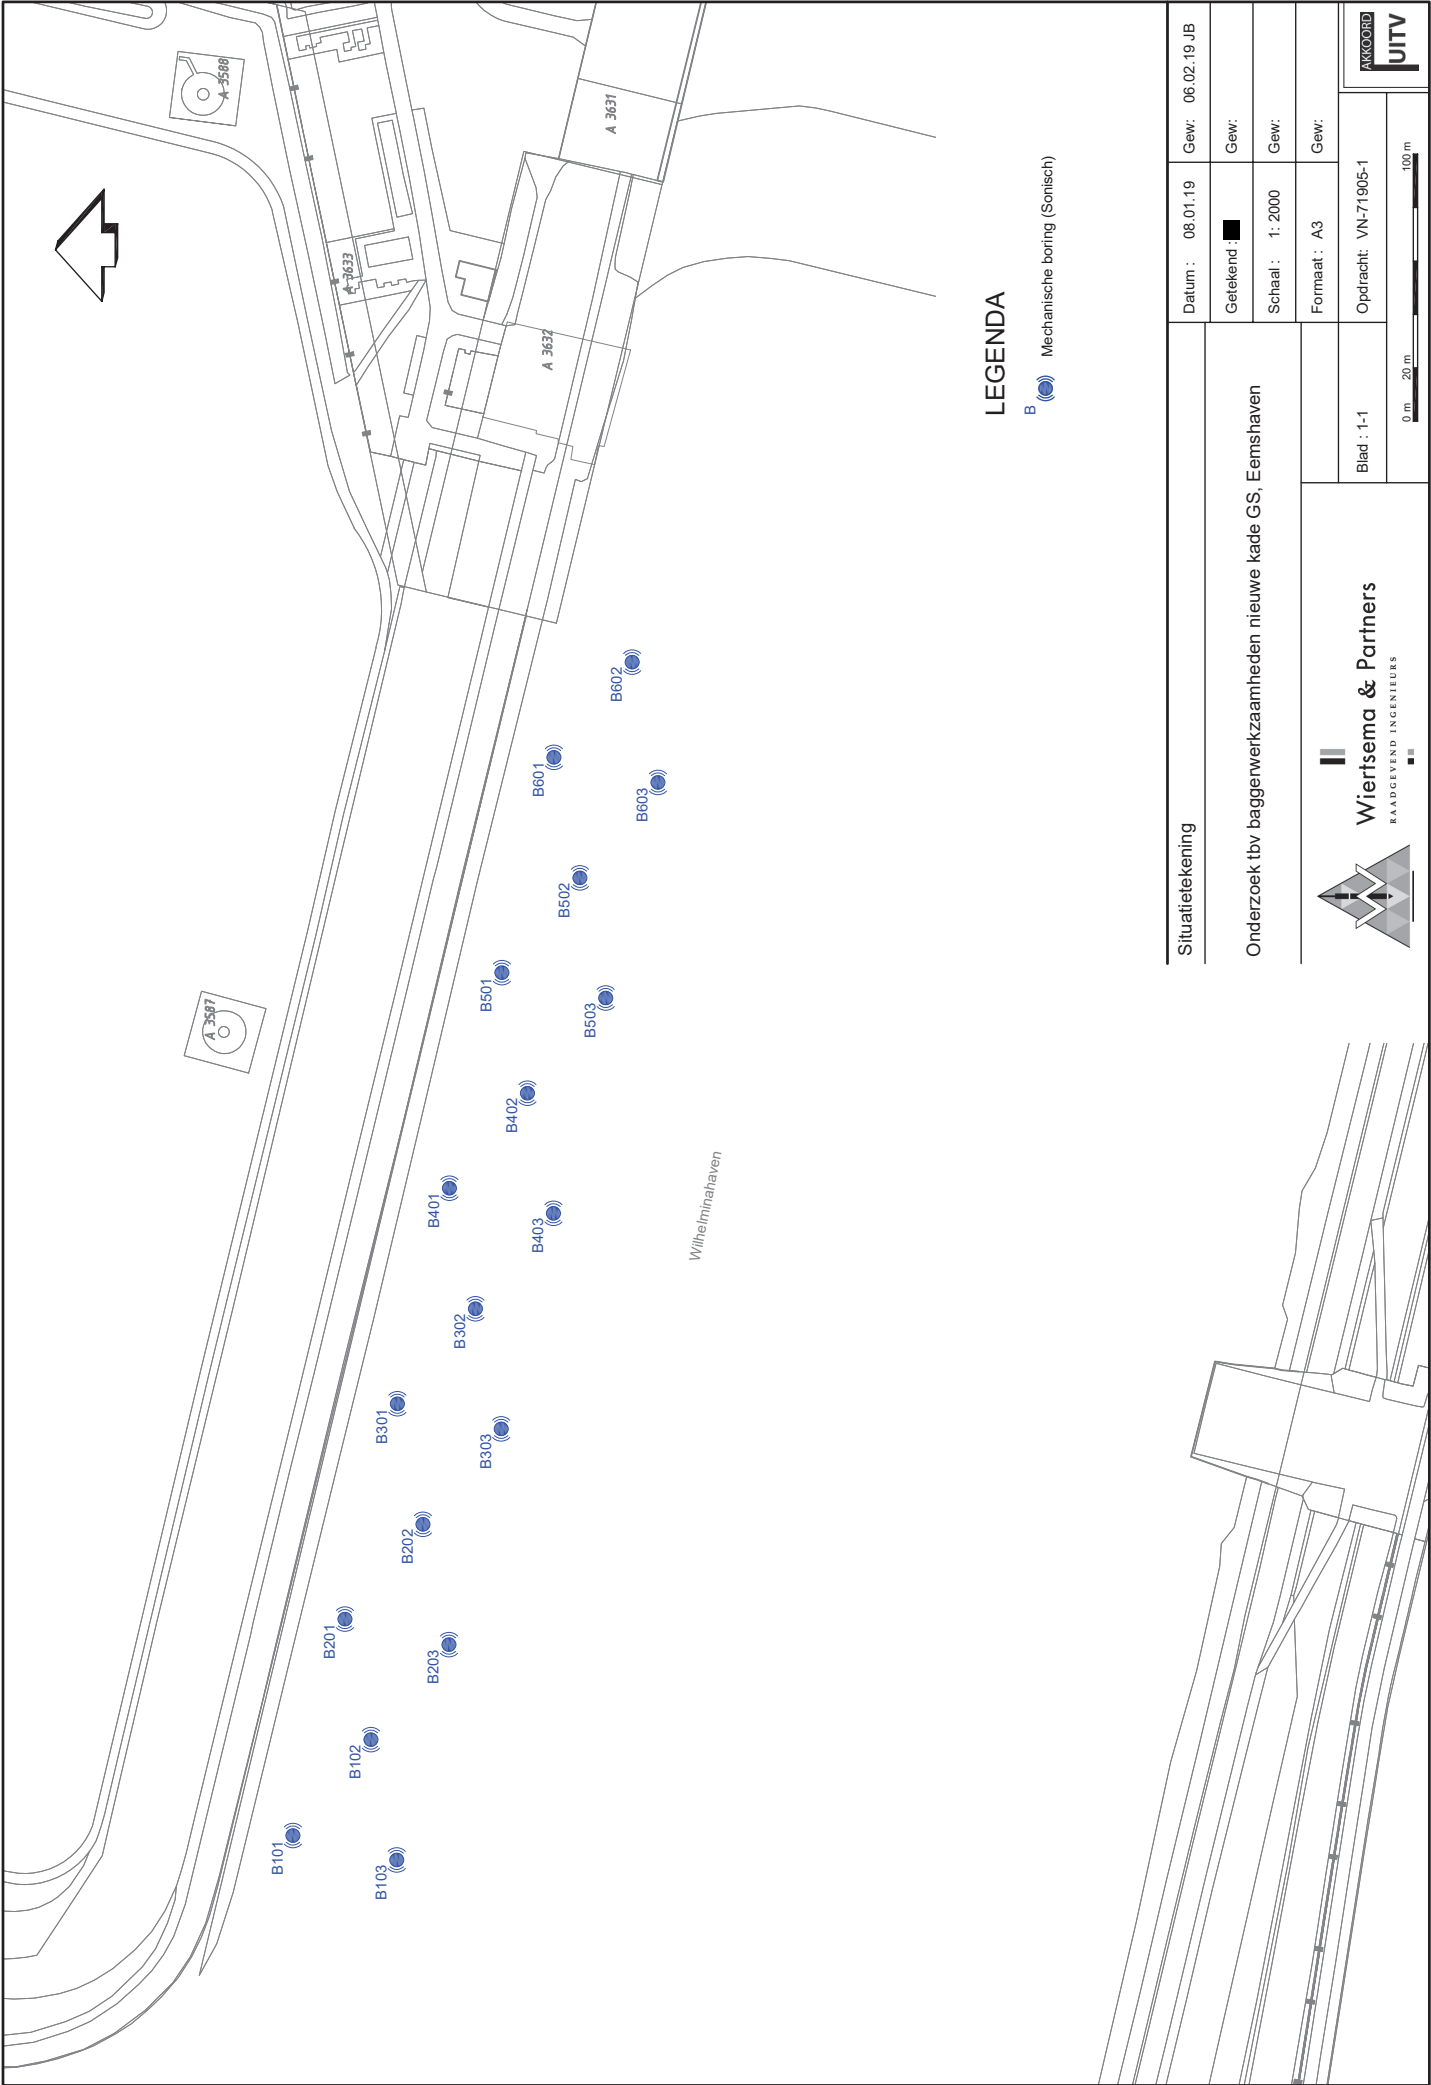 A 3588
A 3633
A 3631
A 3632
A 3587
B602
B601
B603
B502
B501
B503
B402
B401
B403
B302
B301
B303
B202
B201
B203
B102
B101
B103
Wilhelminahaven
LEGENDA
B Mechanische boring (Sonisch)
Situatietekening
Onderzoek tbv baggerwerkzaamheden nieuwe kade GS, Eemshaven
Datum : 08.01.19 Gew: 06.02.19 JB
Getekend : Gew:
Schaal : 1: 2000 Gew:
Formaat : A3 Gew:
Wiertsema & Partners
RAADGEVEND INGENIEURS
Blad : 1-1 Opdracht: VN-71905-1
0 m 20 m 100 m
AKKOORD
UITV